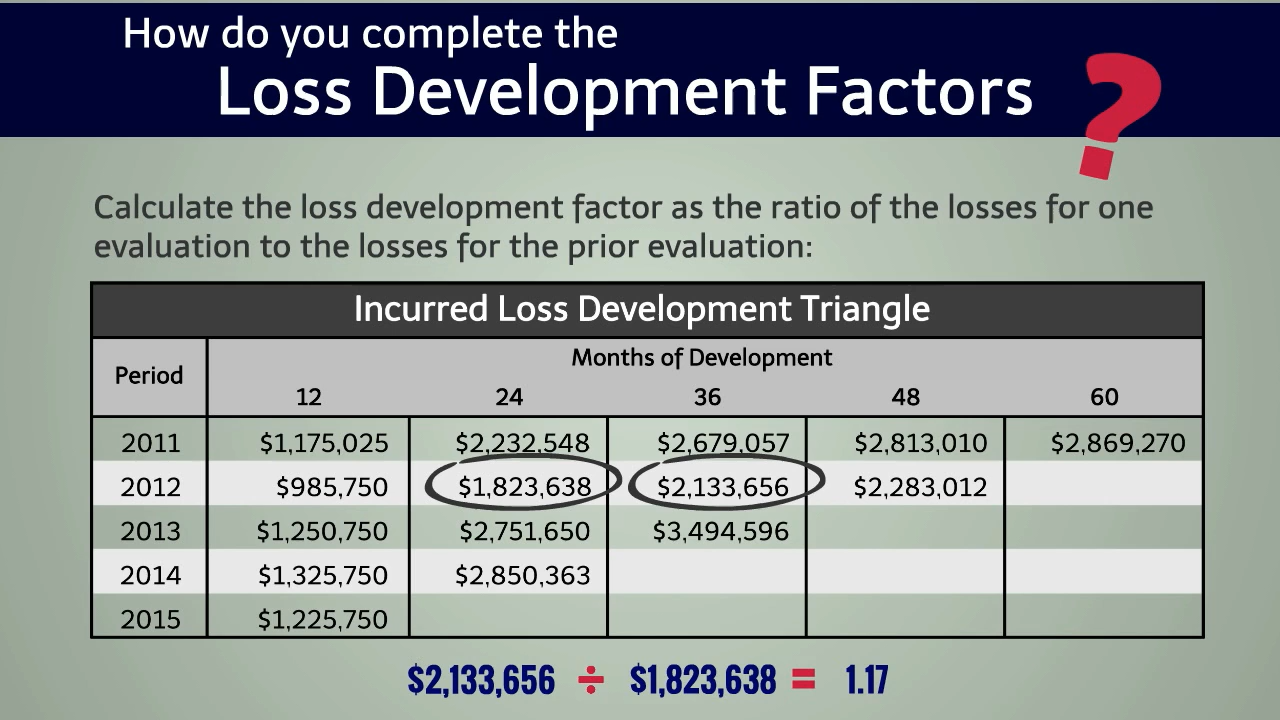 How do you complete the
Loss Development Factors ?
Calculate the loss development factor as the ratio of the losses for one
evaluation to the losses for the prior evaluation:
Incurred Loss Development Triangle
Period
Months of Development
12 24 36 48 60
2011 $1,175,025 $2,232,548 $2,679,057 $2,813,010 $2,869,270
2012 $985,750 $1,823,638 $2,133,656 $2,283,012
2013 $1,250,750 $2,751,650 $3,494,596
2014 $1,325,750 $2,850,363
2015 $1,225,750
$2,133,656 ÷ $1,823,638 = 1.17